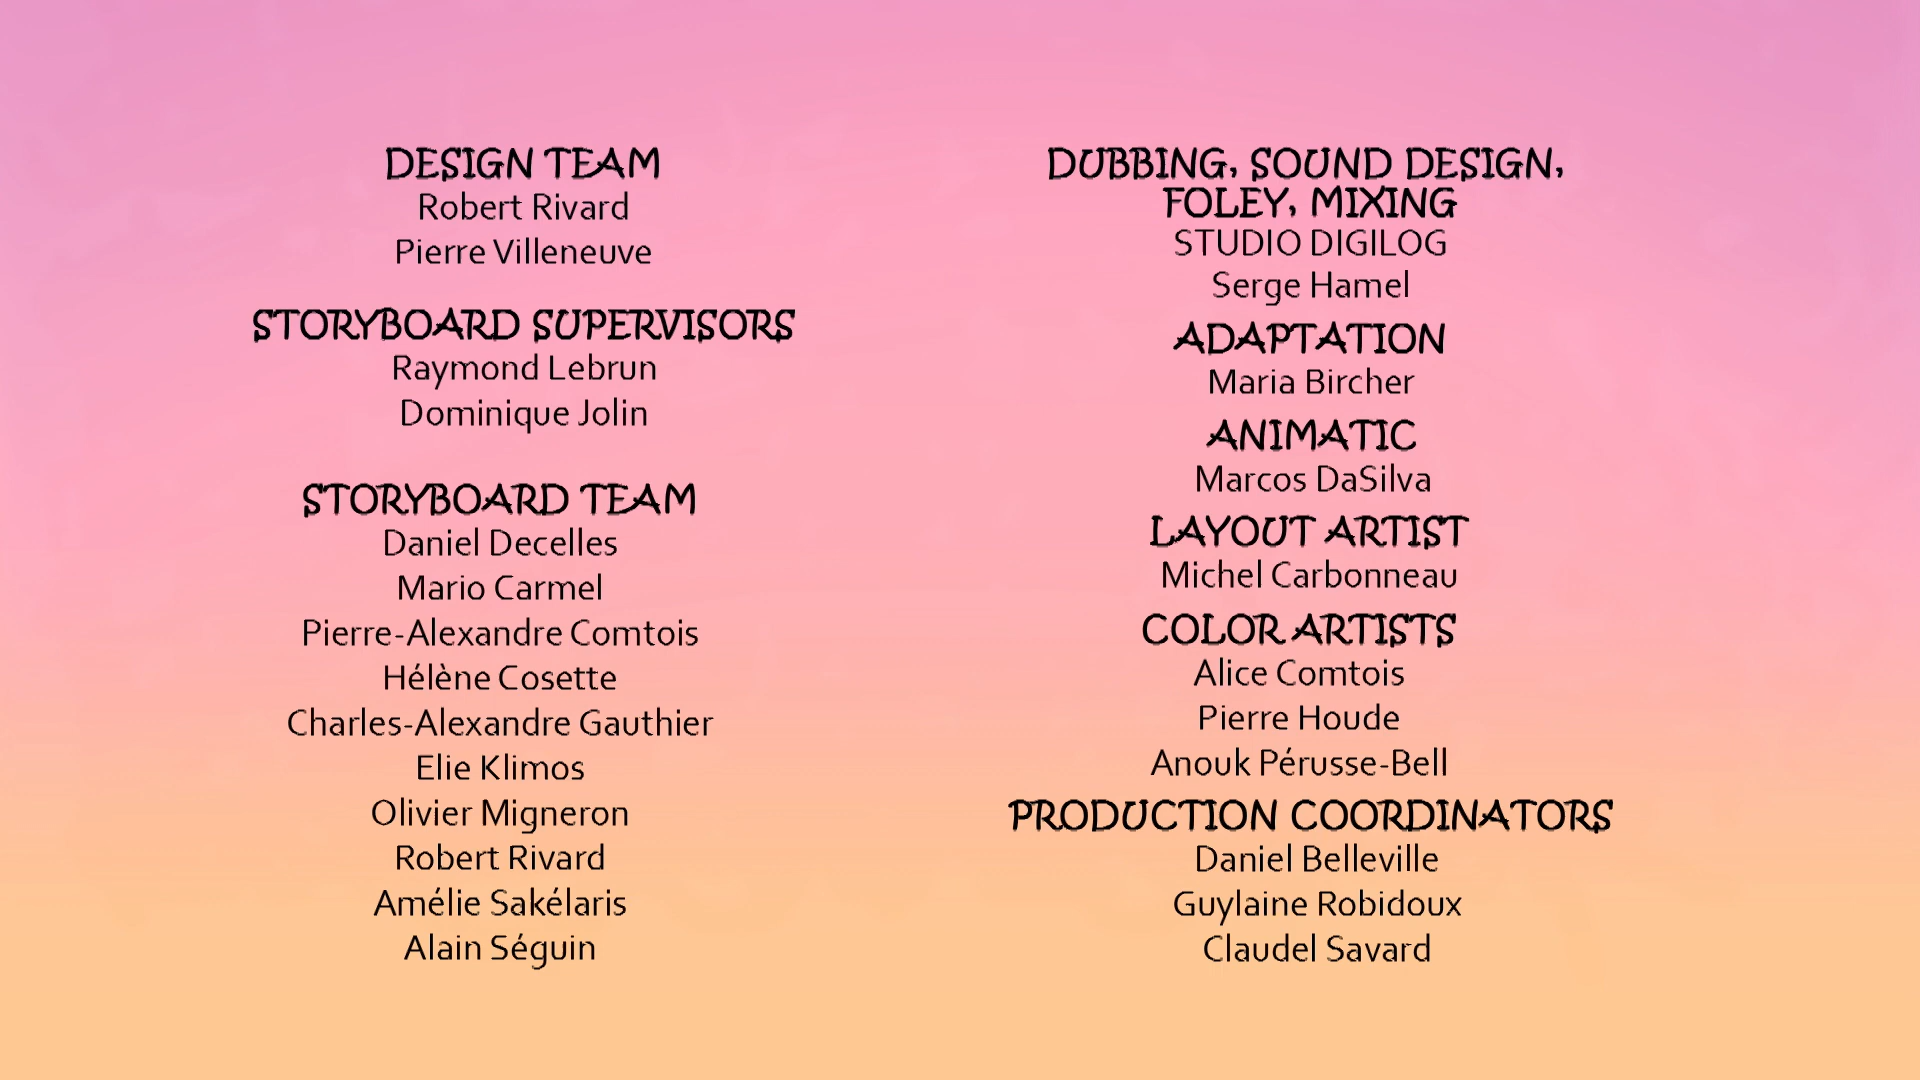 DESIGN TEAM
Robert Rivard
Pierre Villeneuve
STORYBOARD SUPERVISORS
Raymond Lebrun
Dominique Jolin
STORYBOARD TEAM
Daniel Decelles
Mario Carmel
Pierre-Alexandre Comtois
Hélène Cosette
Charles-Alexandre Gauthier
Elie Klimos
Olivier Migneron
Robert Rivard
Amélie Sakélaris
Alain Séguin
DUBBING, SOUND DESIGN,
FOLEY, MIXING
STUDIO DIGILOG
Serge Hamel
ADAPTATION
Maria Bircher
ANIMATIC
Marcos DaSilva
LAYOUT ARTIST
Michel Carbonneau
COLOR ARTISTS
Alice Comtois
Pierre Houde
Anouk Pérusse-Bell
PRODUCTION COORDINATORS
Daniel Belleville
Guylaine Robidoux
Claudel Savard